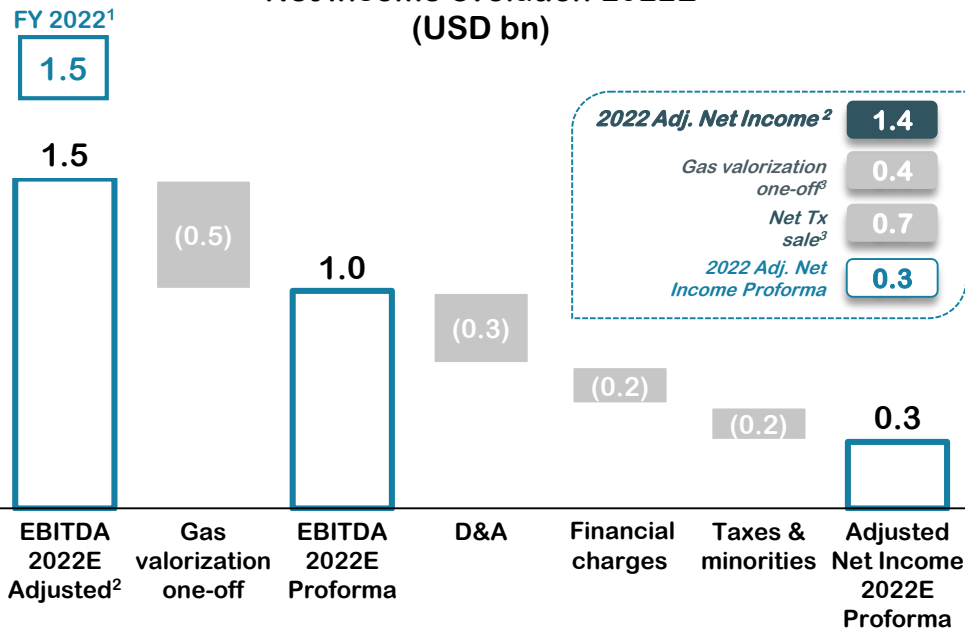 (USD bn)
FY 2022¹
1.5
1.5
(0.5)
1.0
(0.3)
(0.2)
(0.2)
0.3
2022 Adj. Net Income ²
1.4
Gas valorization
one-off³
0.4
Net Tx
sale³
0.7
2022 Adj. Net
Income Proforma
0.3
EBITDA
2022E
Adjusted²
Gas
valorization
one-off
EBITDA
2022E
Proforma
D&A
Financial
charges
Taxes &
minorities
Adjusted
Net Income
2022E
Proforma